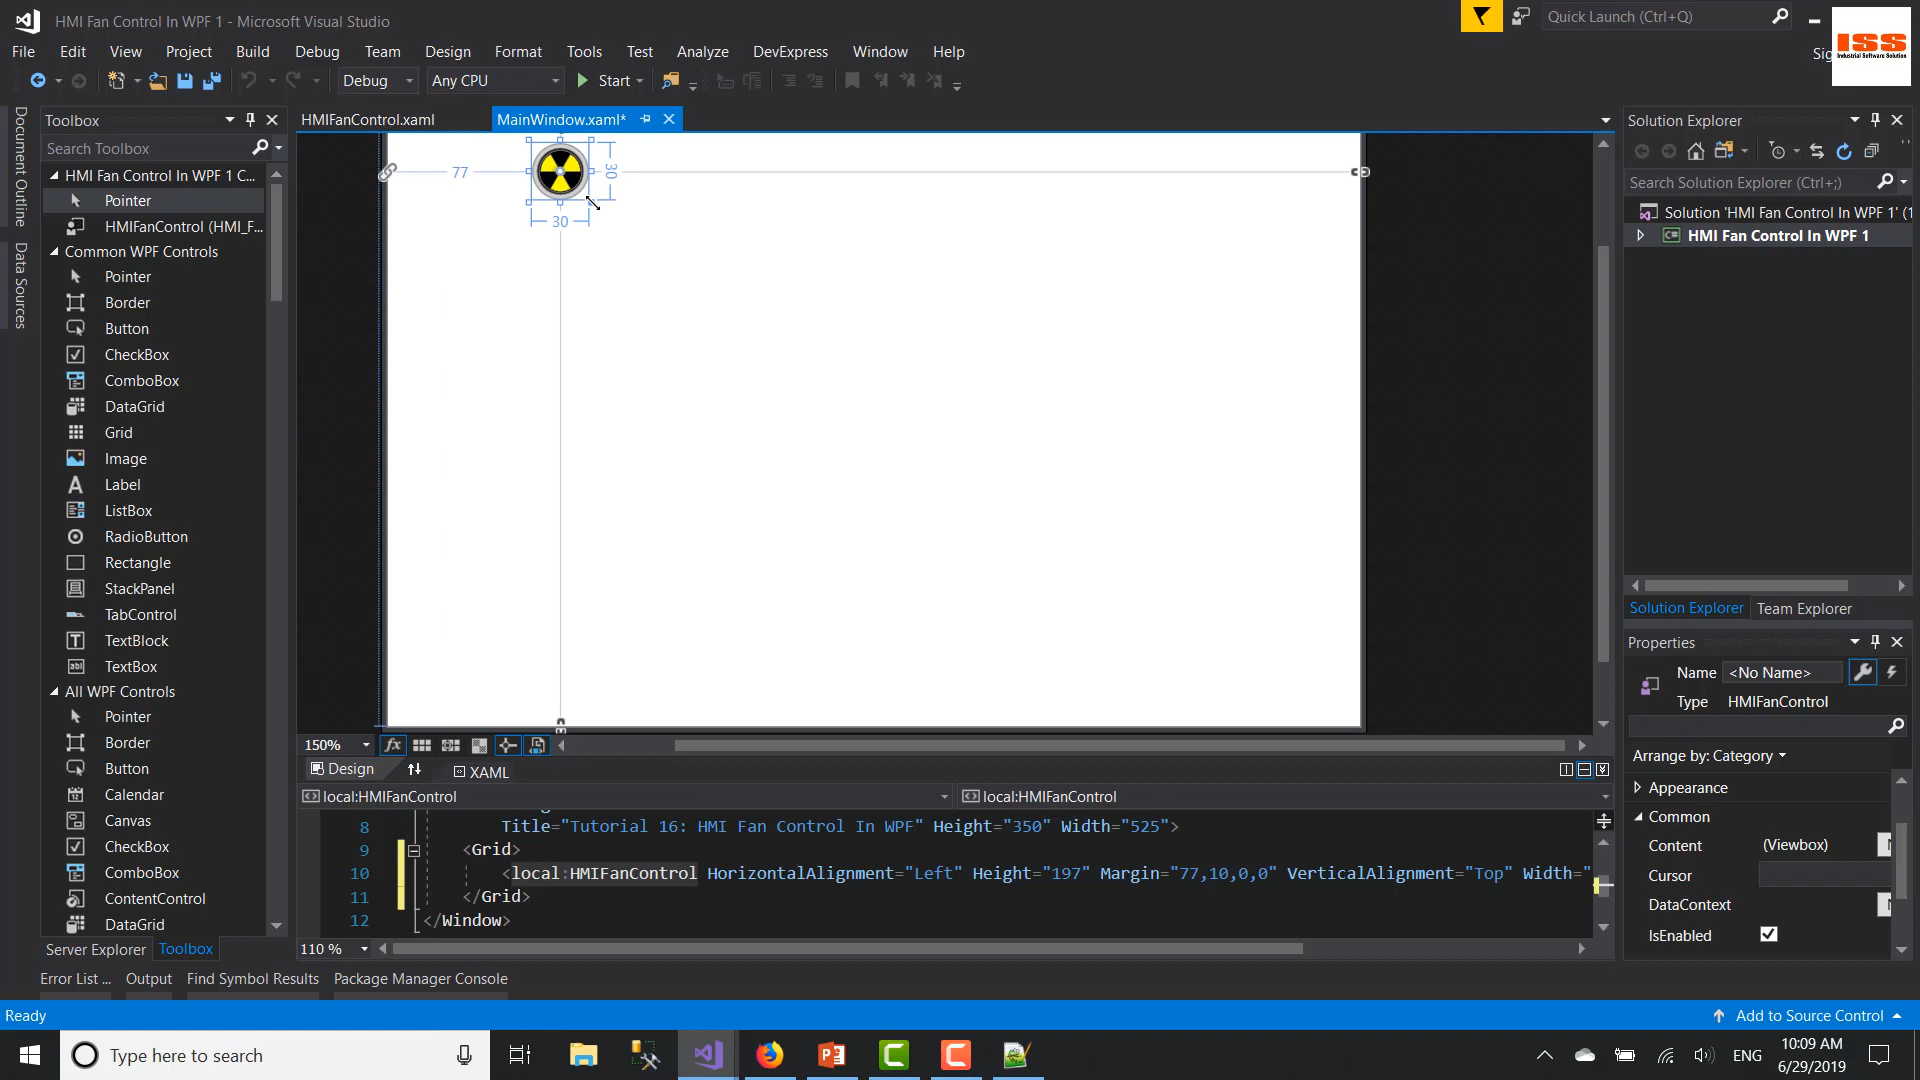 HMI Fan Control In WPF 1 - Microsoft Visual Studio
Quick Launch (Ctrl+Q)
ISS
Industrial Software Solution
Sig
File Edit View Project Build Debug Team Design Format Tools Test Analyze DevExpress Window Help
Debug Any CPU Start
Document Outline
Data Sources
Toolbox
Search Toolbox
HMI Fan Control In WPF 1 C...
Pointer
HMIFanControl (HMI_F...
Common WPF Controls
Pointer
Border
Button
CheckBox
ComboBox
DataGrid
Grid
Image
Label
ListBox
RadioButton
Rectangle
StackPanel
TabControl
TextBlock
TextBox
All WPF Controls
Pointer
Border
Button
Calendar
Canvas
CheckBox
ComboBox
ContentControl
DataGrid
Server Explorer Toolbox
HMIFanControl.xaml MainWindow.xaml*
77
30
30
150%
fx
Design XAML
local:HMIFanControl local:HMIFanControl
8 Title="Tutorial 16: HMI Fan Control In WPF" Height="350" Width="525">
9 <Grid>
10 <local:HMIFanControl HorizontalAlignment="Left" Height="197" Margin="77,10,0,0" VerticalAlignment="Top" Width="
11 </Grid>
12 </Window>
110 %
Solution Explorer
Search Solution Explorer (Ctrl+;)
Solution 'HMI Fan Control In WPF 1' (1
C# HMI Fan Control In WPF 1
Solution Explorer Team Explorer
Properties
Name <No Name>
Type HMIFanControl
Arrange by: Category
Appearance
Common
Content (Viewbox)
Cursor
DataContext
IsEnabled
Error List ... Output Find Symbol Results Package Manager Console
Ready
Add to Source Control
Type here to search
ENG
10:09 AM
6/29/2019